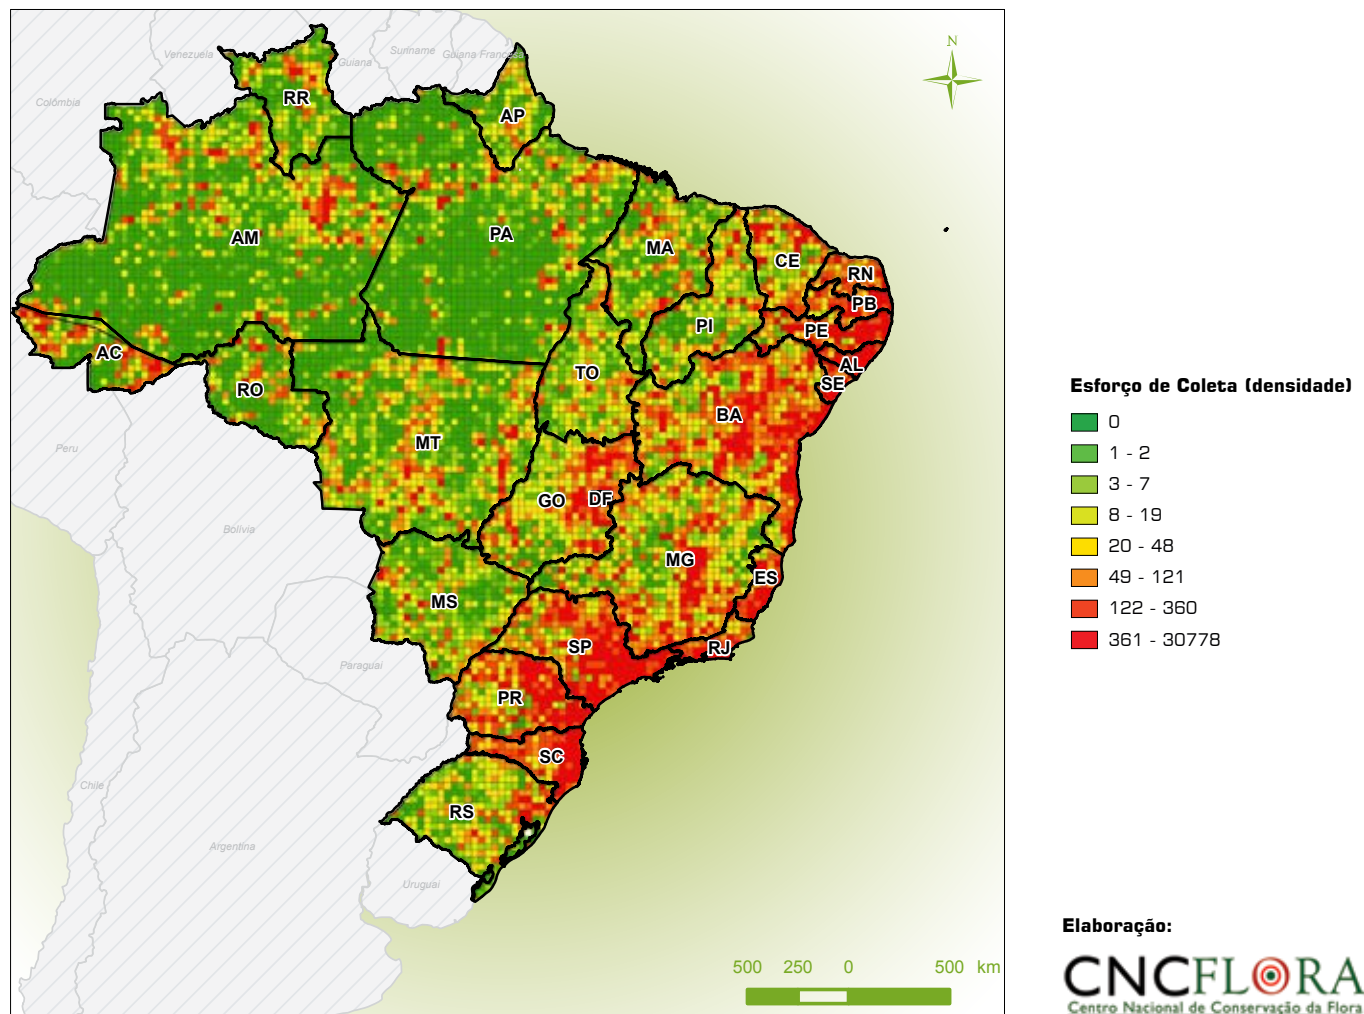 N
Venezuela
Suriname
Guiana Francesa
Guiana
Colômbia
RR
AP
AM
PA
MA
CE
RN
PB
PI
PE
AC
AL
TO
SE
RO
BA
MT
Peru
GO
DF
Bolívia
MG
ES
MS
SP
RJ
Paraguai
PR
SC
Chile
RS
Argentina
Uruguai
500 250 0 500 km
Esforço de Coleta (densidade)
0
1 - 2
3 - 7
8 - 19
20 - 48
49 - 121
122 - 360
361 - 30778
Elaboração:
CNCFLORA
Centro Nacional de Conservação da Flora